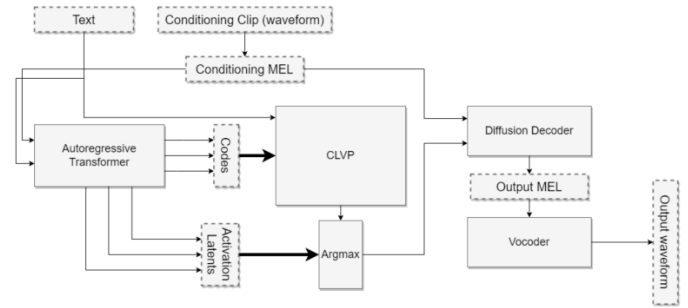 Text
Conditioning Clip (waveform)
Conditioning MEL
Autoregressive
Transformer
Codes
CLVP
Diffusion Decoder
Output MEL
Activation
Latents
Argmax
Vocoder
Output waveform